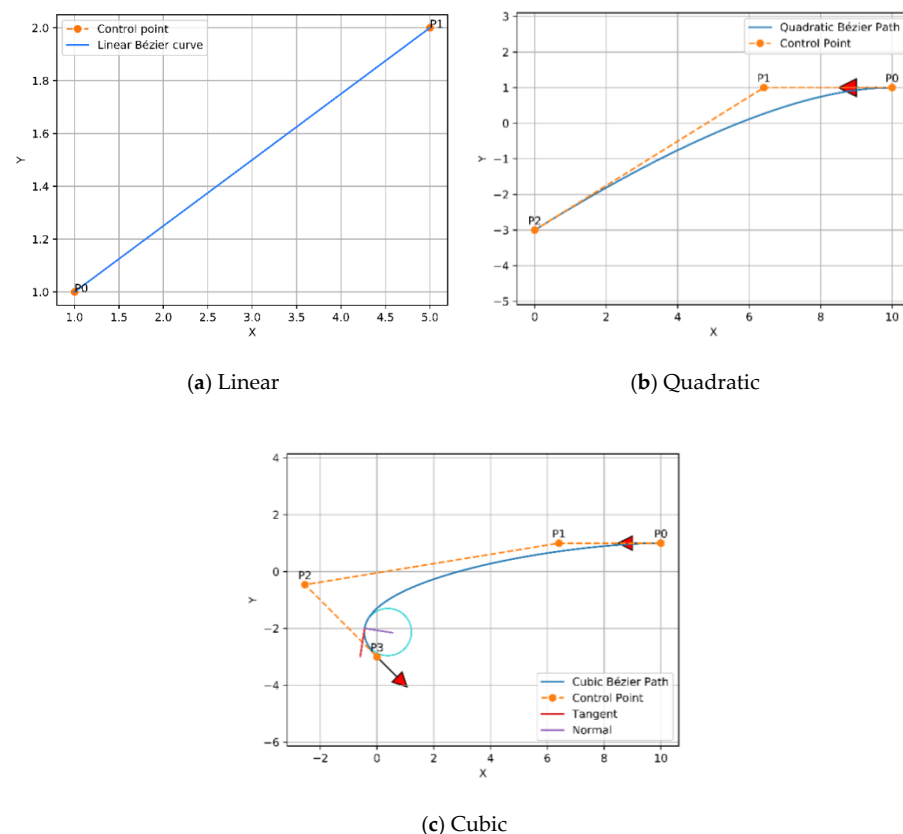 P1
Control point
Linear Bézier curve
2.0
1.8
1.6
Y
1.4
1.2
1.0
P0
1.0 1.5 2.0 2.5 3.0 3.5 4.0 4.5 5.0
X
(a) Linear
3
Quadratic Bézier Path
Control Point
2
P1 P0
1
0
Y
−1
−2
P2
−3
−4
−5
0 2 4 6 8 10
X
(b) Quadratic
4
2
P1 P0
0
P2
Y
−2
P3
−4
Cubic Bézier Path
Control Point
Tangent
Normal
−6
−2 0 2 4 6 8 10
X
(c) Cubic